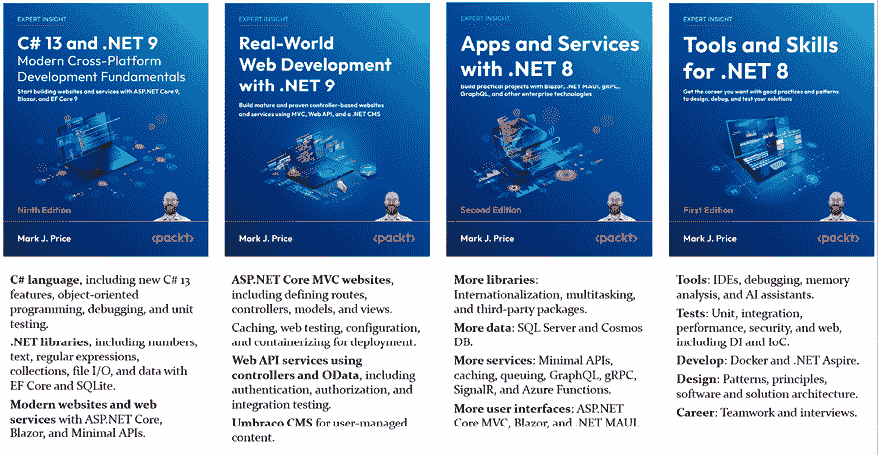 EXPERT INSIGHT
C# 13 and .NET 9
Modern Cross-Platform
Development Fundamentals
Start building websites and services with ASP.NET Core 9,
Blazor, and EF Core 9
Ninth Edition
Mark J. Price
<packt>
C# language, including new C# 13
features, object-oriented
programming, debugging, and unit
testing.
.NET libraries, including numbers,
text, regular expressions,
collections, file I/O, and data with
EF Core and SQLite.
Modern websites and web
services with ASP.NET Core,
Blazor, and Minimal APIs.
EXPERT INSIGHT
Real-World
Web Development
with .NET 9
Build mature and proven controller-based websites
and services using MVC, Web API, and a .NET CMS
Mark J. Price
<packt>
ASP.NET Core MVC websites,
including defining routes,
controllers, models, and views.
Caching, web testing, configuration,
and containerizing for deployment.
Web API services using
controllers and OData, including
authentication, authorization, and
integration testing.
Umbraco CMS for user-managed
content.
EXPERT INSIGHT
Apps and Services
with .NET 8
Build practical projects with Blazor, .NET MAUI, gRPC,
GraphQL, and other enterprise technologies
Second Edition
Mark J. Price
<packt>
More libraries:
Internationalization, multitasking,
and third-party packages.
More data: SQL Server and Cosmos
DB.
More services: Minimal APIs,
caching, queuing, GraphQL, gRPC,
SignalR, and Azure Functions.
More user interfaces: ASP.NET
Core MVC, Blazor, and .NET MAUI.
EXPERT INSIGHT
Tools and Skills
for .NET 8
Get the career you want with good practices and patterns
to design, debug, and test your solutions
First Edition
Mark J. Price
<packt>
Tools: IDEs, debugging, memory
analysis, and AI assistants.
Tests: Unit, integration,
performance, security, and web,
including DI and IoC.
Develop: Docker and .NET Aspire.
Design: Patterns, principles,
software and solution architecture.
Career: Teamwork and interviews.